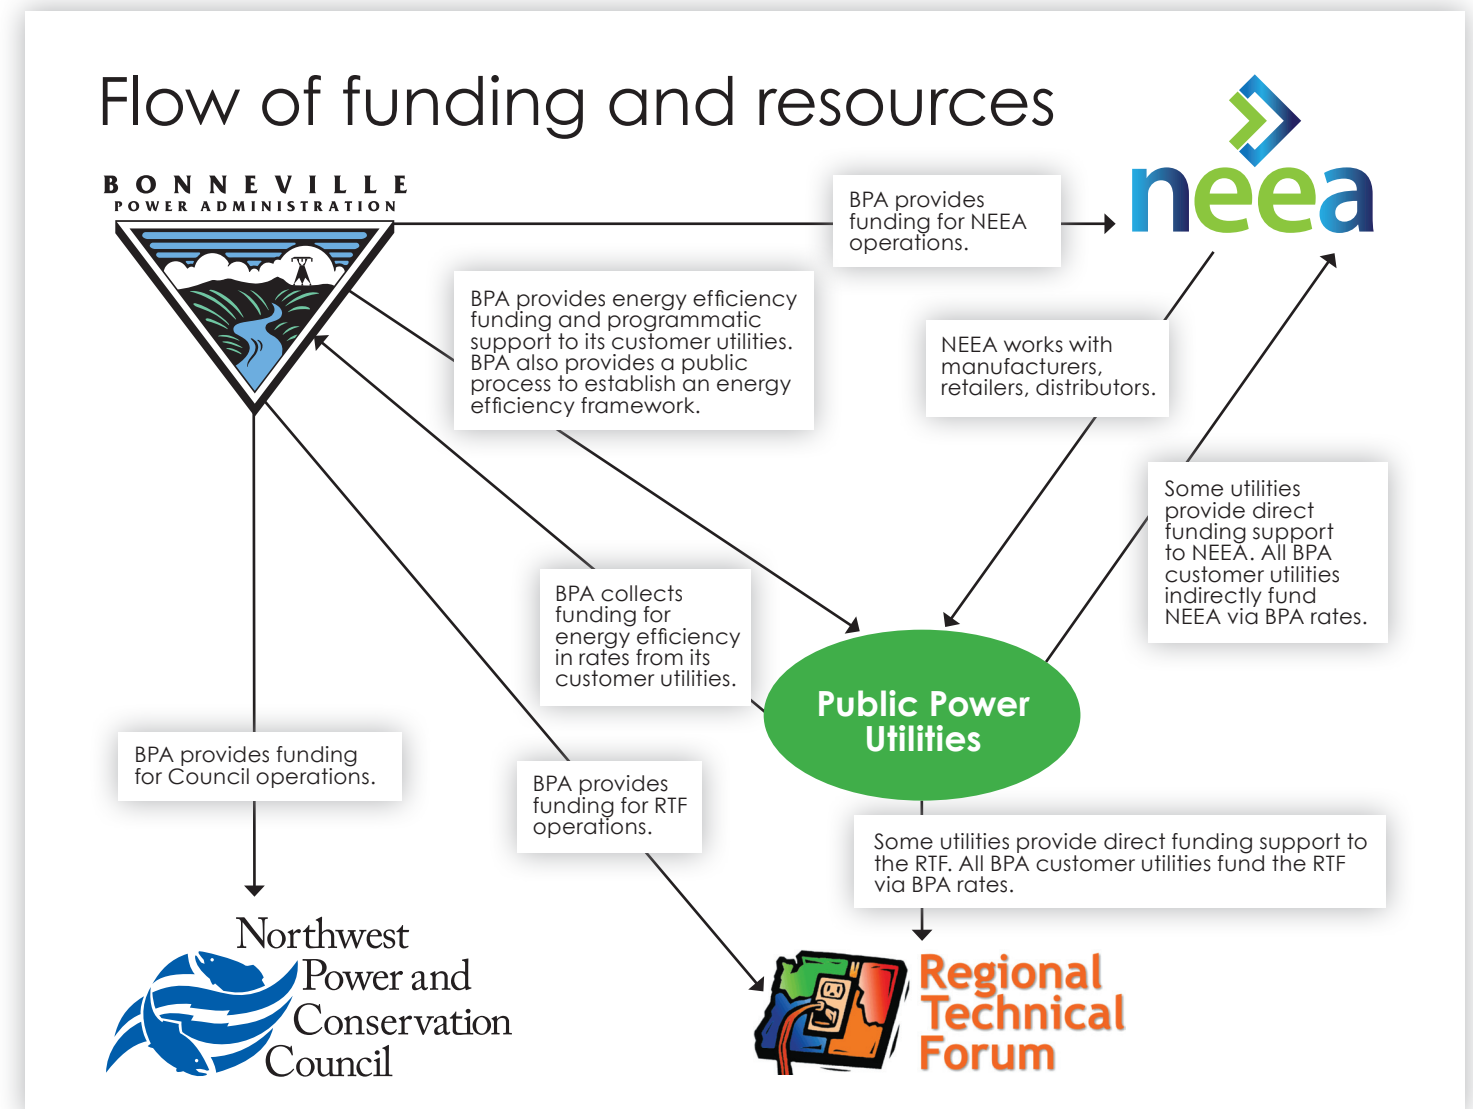 Flow of funding and resources
BONNEVILLE
POWER ADMINISTRATION
neea
BPA provides
funding for NEEA
operations.
BPA provides energy efficiency
funding and programmatic
support to its customer utilities.
BPA also provides a public
process to establish an energy
efficiency framework.
NEEA works with
manufacturers,
retailers, distributors.
Some utilities
provide direct
funding support
to NEEA. All BPA
customer utilities
indirectly fund
NEEA via BPA rates.
BPA collects
funding for
energy efficiency
in rates from its
customer utilities.
Public Power
Utilities
BPA provides funding
for Council operations.
BPA provides
funding for RTF
operations.
Some utilities provide direct funding support to
the RTF. All BPA customer utilities fund the RTF
via BPA rates.
Northwest
Power and
Conservation
Council
Regional
Technical
Forum